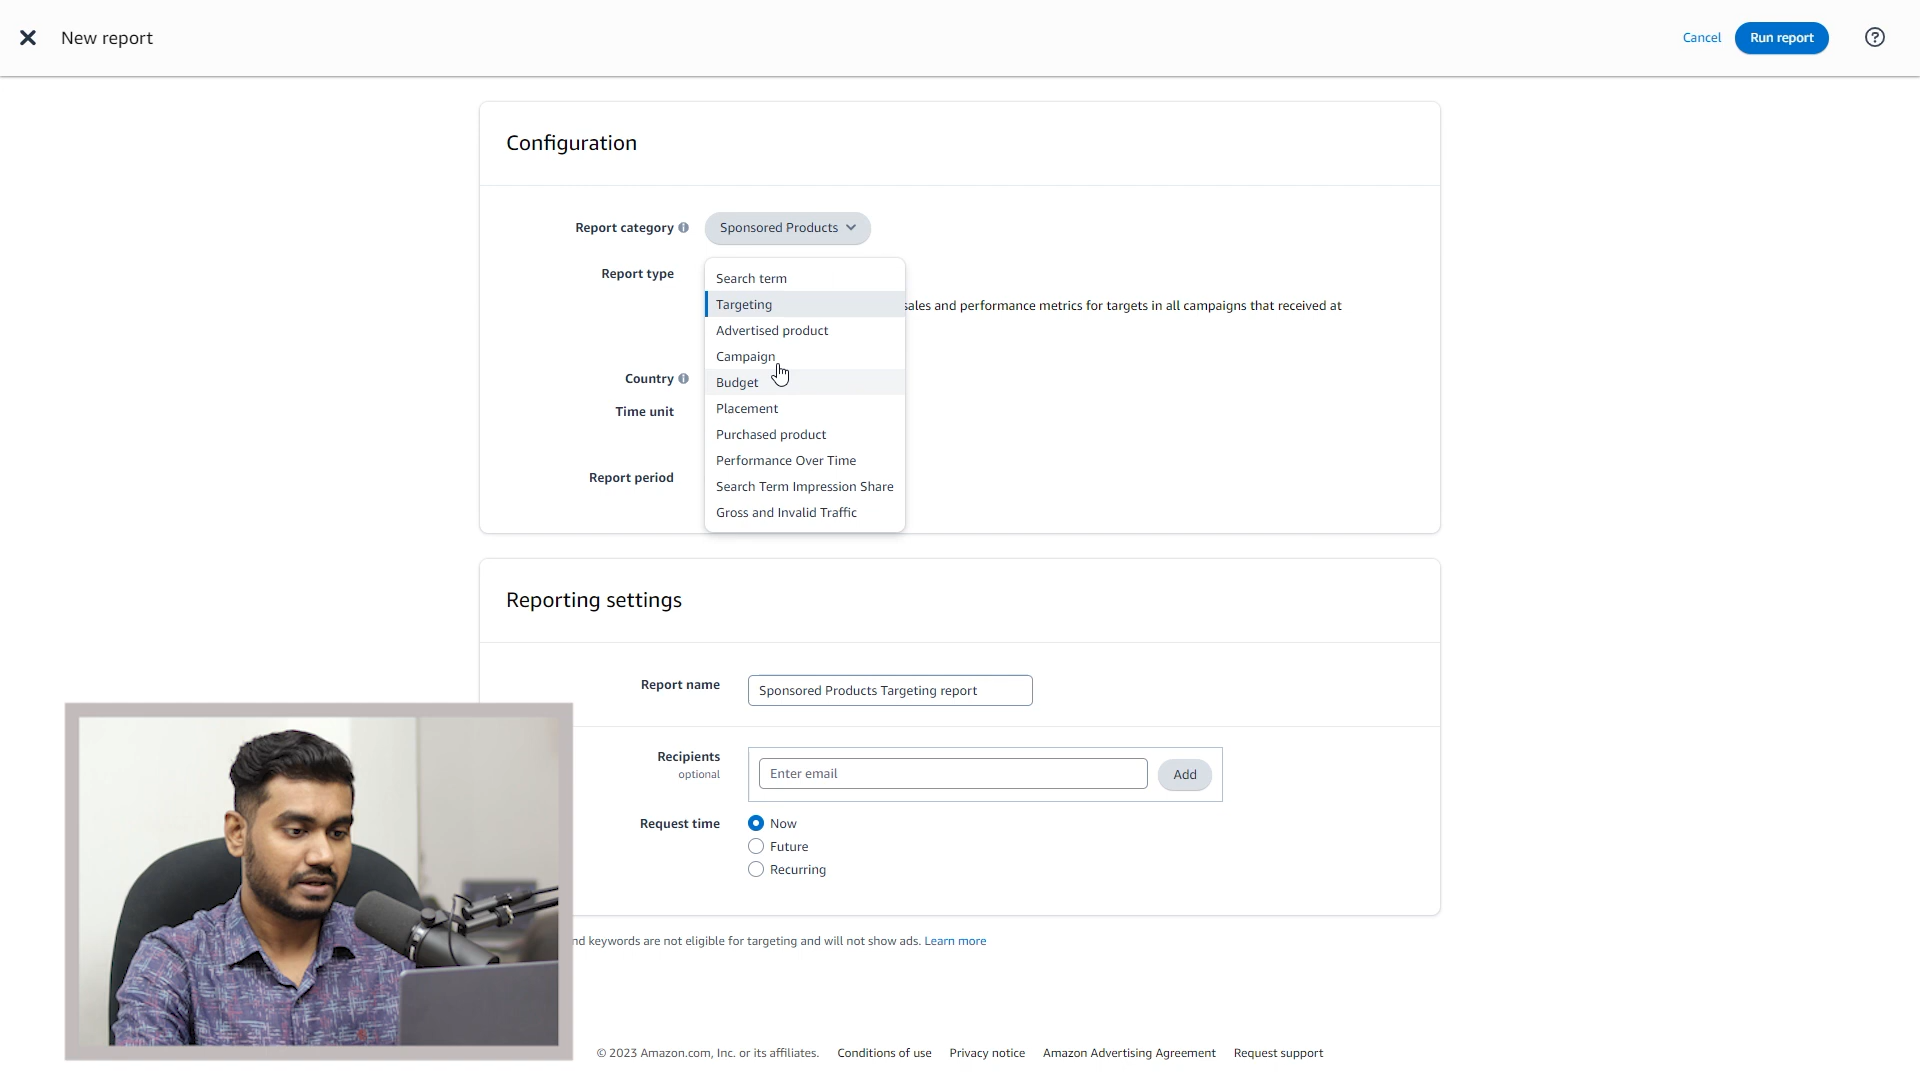 New report
Cancel
Run report
Configuration
Report category
Sponsored Products
Report type
Search term
Targeting
sales and performance metrics for targets in all campaigns that received at
Advertised product
Campaign
Country
Budget
Time unit
Placement
Purchased product
Performance Over Time
Report period
Search Term Impression Share
Gross and Invalid Traffic
Reporting settings
Report name
Sponsored Products Targeting report
Recipients
optional
Enter email
Add
Request time
Now
Future
Recurring
nd keywords are not eligible for targeting and will not show ads. Learn more
© 2023 Amazon.com, Inc. or its affiliates. Conditions of use Privacy notice Amazon Advertising Agreement Request support